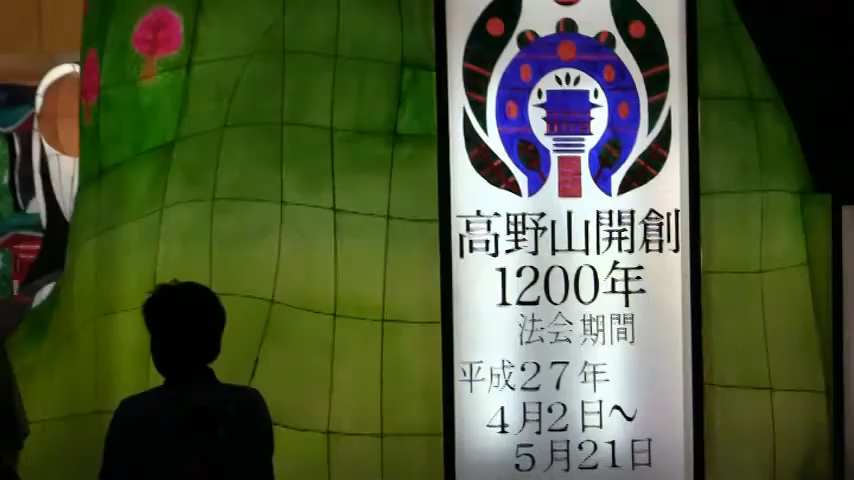 高野山開創
1200年
法会期間
平成27年
4月2日〜
5月21日